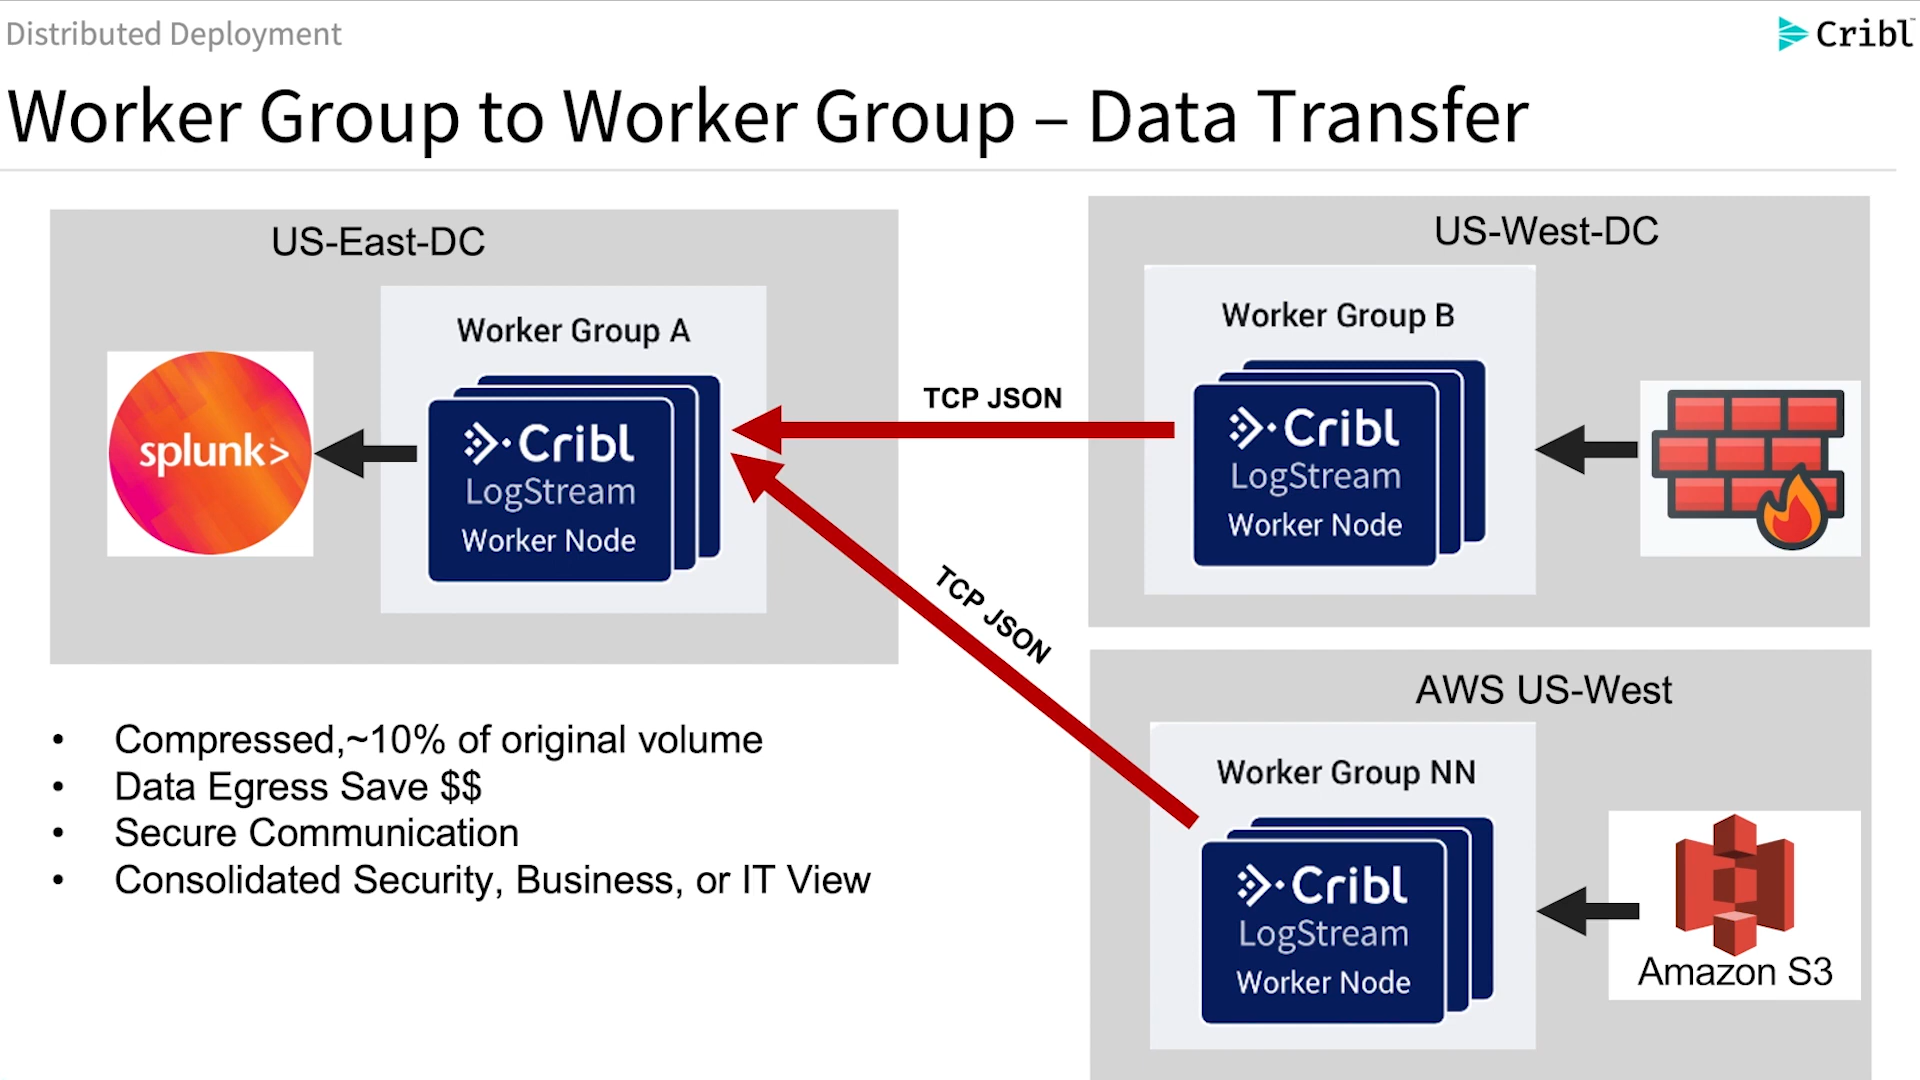 Distributed Deployment
Cribl
Worker Group to Worker Group – Data Transfer
US-East-DC
Worker Group A
splunk>
Cribl
LogStream
Worker Node
TCP JSON
TCP JSON
US-West-DC
Worker Group B
Cribl
LogStream
Worker Node
AWS US-West
Worker Group NN
Cribl
LogStream
Worker Node
Amazon S3
• Compressed,~10% of original volume
• Data Egress Save $$
• Secure Communication
• Consolidated Security, Business, or IT View